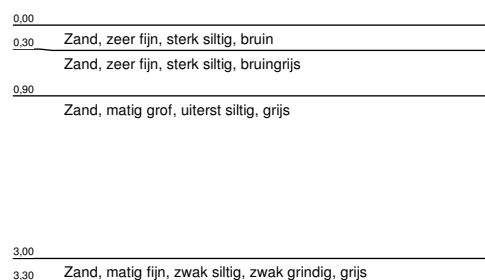 0,00
Zand, zeer fijn, sterk siltig, bruin
0,30
Zand, zeer fijn, sterk siltig, bruingrijs
0,90
Zand, matig grof, uiterst siltig, grijs
3,00
Zand, matig fijn, zwak siltig, zwak grindig, grijs
3,30